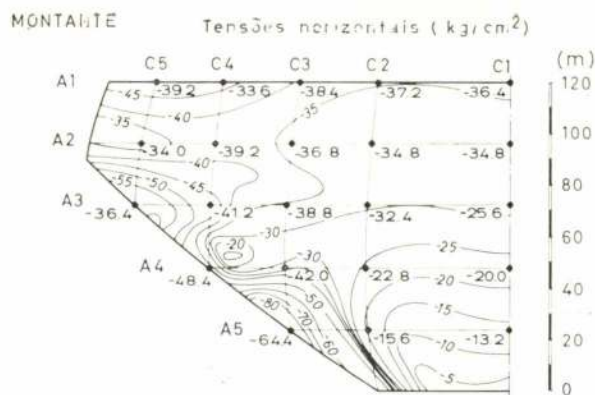 MONTANTE Tensões horizontais (kg/cm²)
C5 C4 C3 C2 C1 (m)
A1 -39.2 -33.6 -38.4 -37.2 -36.4 120
-45
-40 -35
-35 100
A2 -34.0 -39.2 -36.8 -34.8 -34.8
-40
-55 -50 -45 80
A3 -36.4 -41.2 -38.8 -32.4 -25.6
-30 60
-20 -30 -25
A4 -48.4 -42.0 -22.8 -20.0
-20 40
-50 -15
-80
-70
A5 -64.4 -60 -15.6 -13.2 20
-10
-5
0